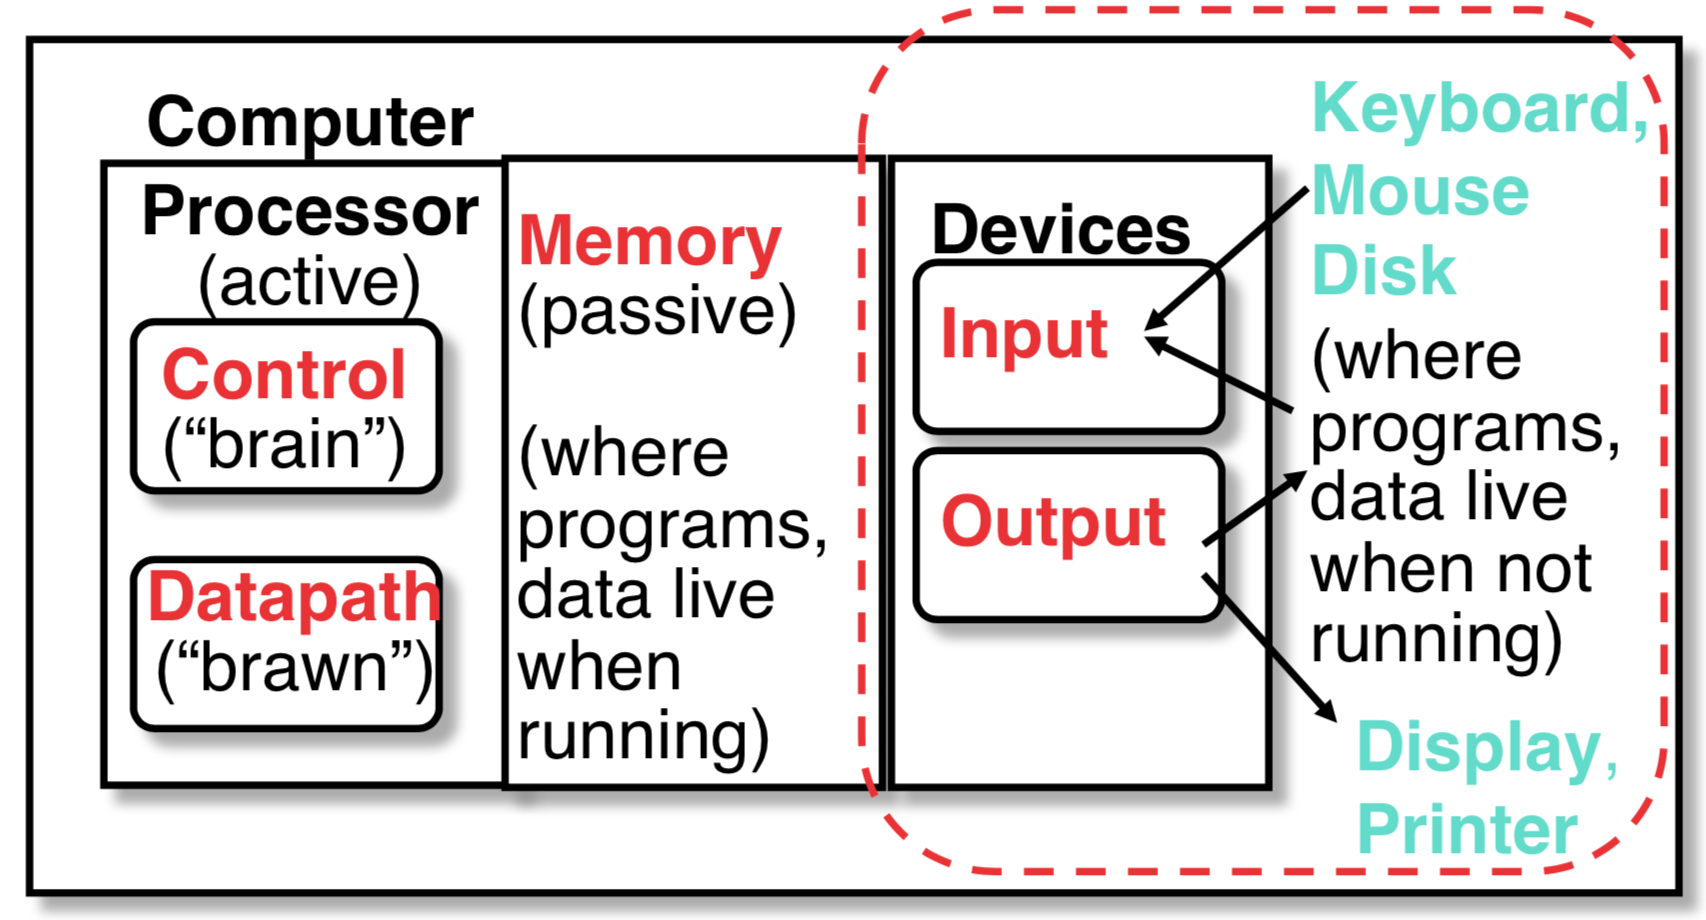 Computer
Processor
(active)
Control
(“brain”)
Datapath
(“brawn”)
Memory
(passive)
(where
programs,
data live
when
running)
Devices
Input
Output
Keyboard,
Mouse
Disk
(where
programs,
data live
when not
running)
Display,
Printer